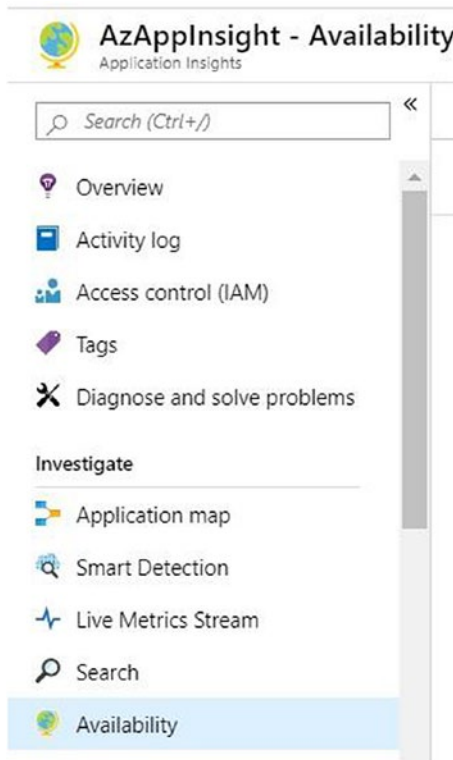 AzAppInsight - Availability
Application Insights
Search (Ctrl+/)
«
Overview
Activity log
Access control (IAM)
Tags
Diagnose and solve problems
Investigate
Application map
Smart Detection
Live Metrics Stream
Search
Availability